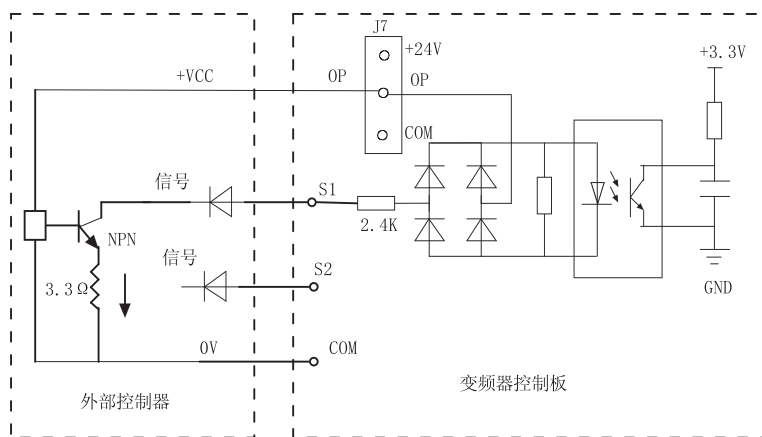 J7
+24V
+3.3V
+VCC
OP
OP
COM
信号
S1
2.4K
NPN
信号
S2
3.3Ω
GND
0V
COM
外部控制器
变频器控制板